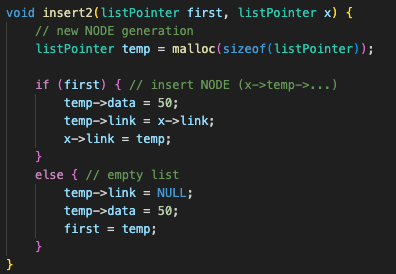 void insert2(listPointer first, listPointer x) {
    // new NODE generation
    listPointer temp = malloc(sizeof(listPointer));

    if (first) { // insert NODE (x->temp->...)
        temp->data = 50;
        temp->link = x->link;
        x->link = temp;
    }
    else { // empty list
        temp->link = NULL;
        temp->data = 50;
        first = temp;
    }
}